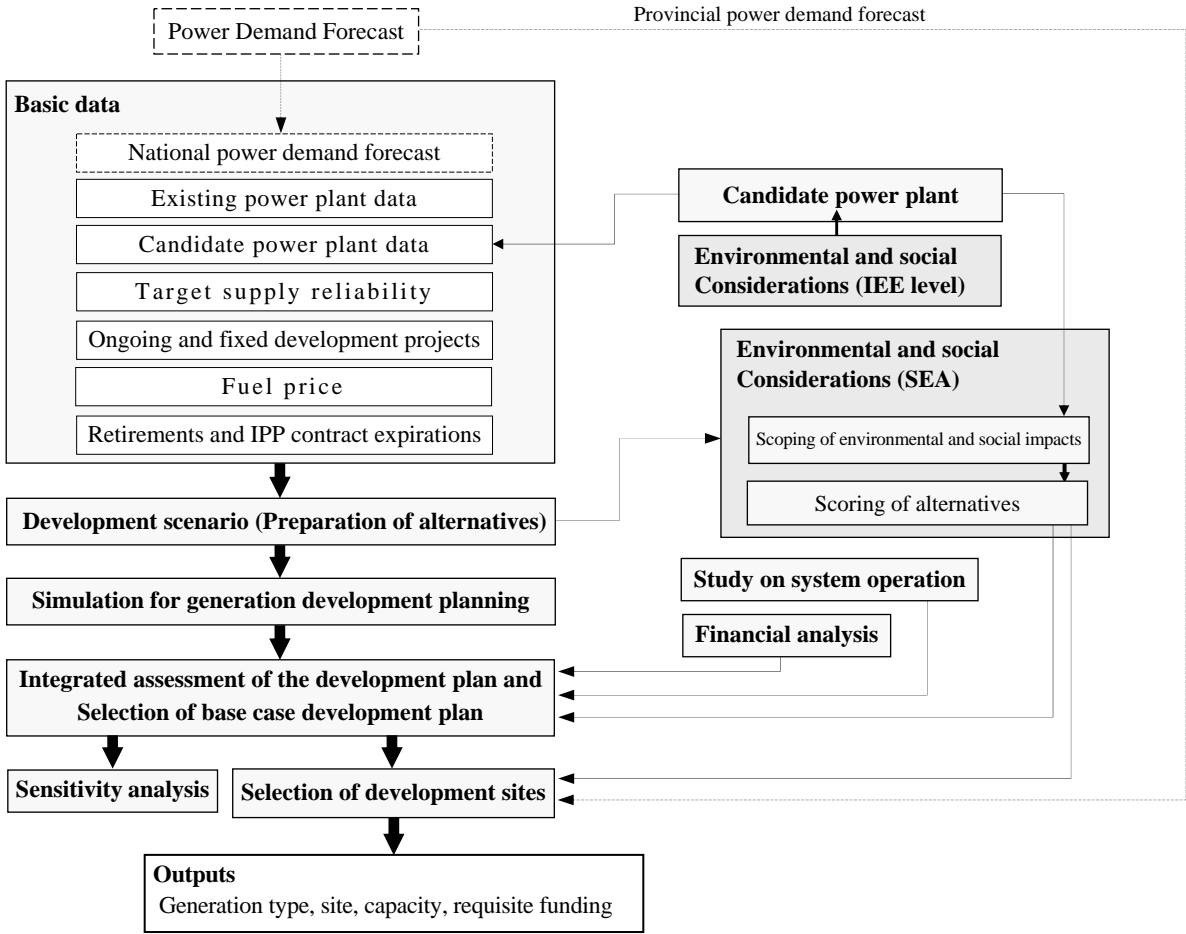 Provincial power demand forecast
Power Demand Forecast
Basic data
National power demand forecast
Existing power plant data
Candidate power plant data
Target supply reliability
Ongoing and fixed development projects
Fuel price
Retirements and IPP contract expirations
Candidate power plant
Environmental and social
Considerations (IEE level)
Environmental and social
Considerations (SEA)
Scoping of environmental and social impacts
Scoring of alternatives
Development scenario (Preparation of alternatives)
Simulation for generation development planning
Study on system operation
Financial analysis
Integrated assessment of the development plan and
Selection of base case development plan
Sensitivity analysis
Selection of development sites
Outputs
Generation type, site, capacity, requisite funding